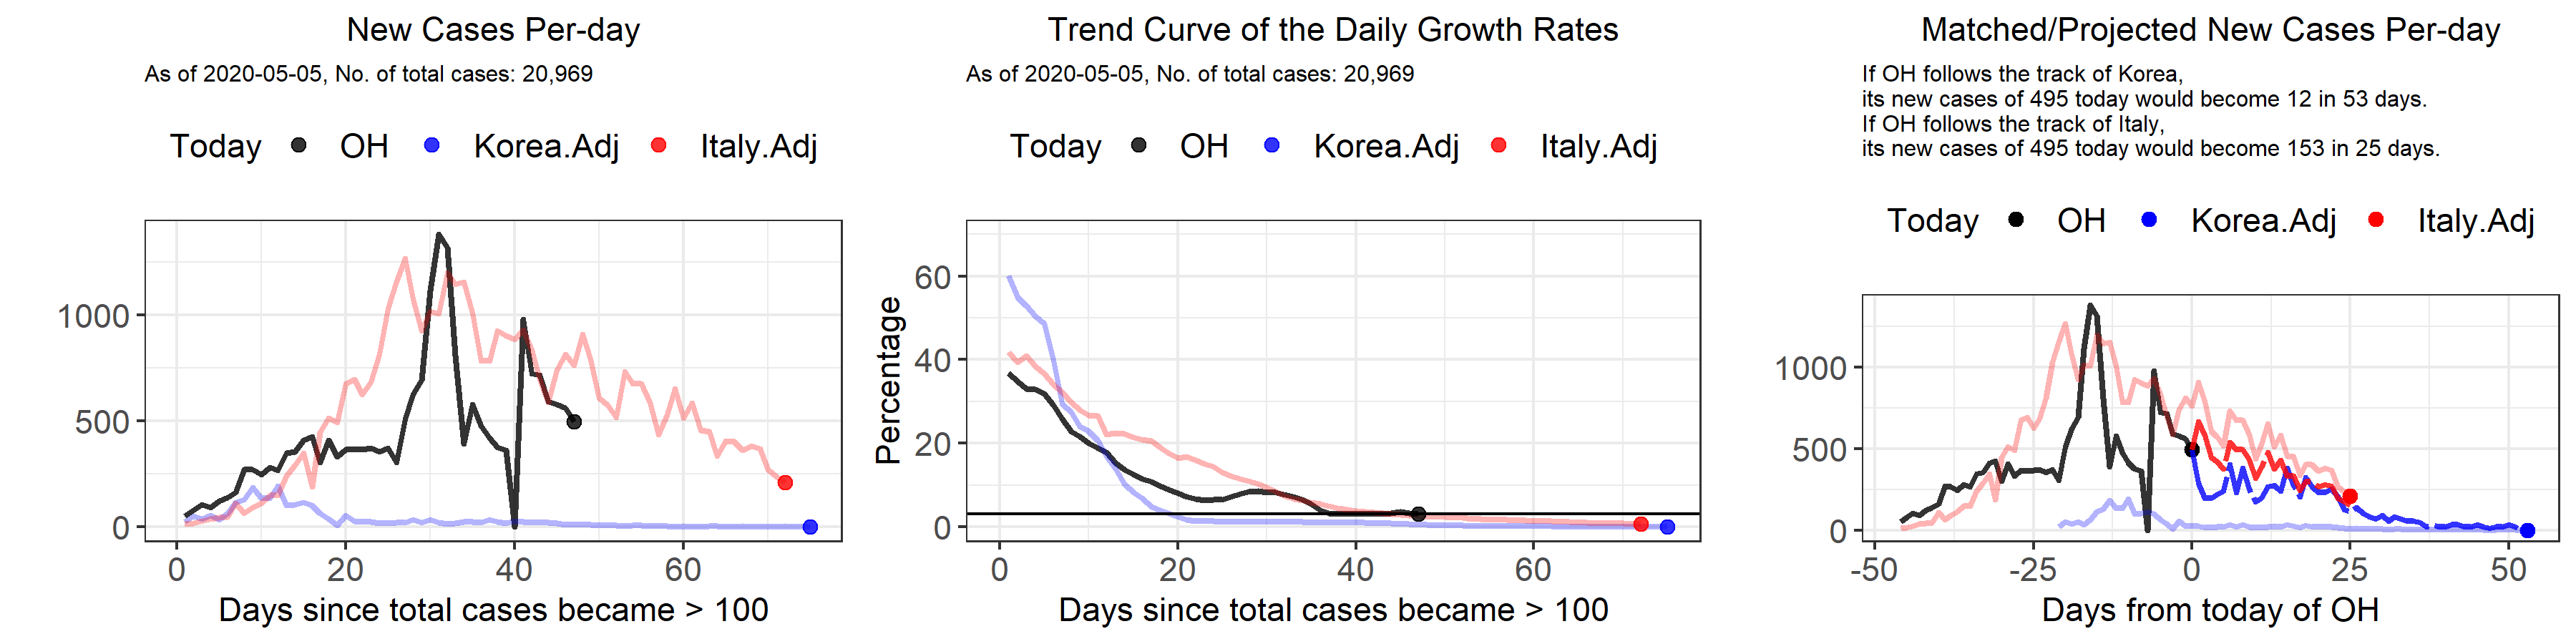 New Cases Per-day
As of 2020-05-05, No. of total cases: 20,969
Today OH Korea.Adj Italy.Adj
1000
500
0
0 20 40 60
Days since total cases became > 100
Trend Curve of the Daily Growth Rates
As of 2020-05-05, No. of total cases: 20,969
Today OH Korea.Adj Italy.Adj
Percentage
60
40
20
0
0 20 40 60
Days since total cases became > 100
Matched/Projected New Cases Per-day
If OH follows the track of Korea,
its new cases of 495 today would become 12 in 53 days.
If OH follows the track of Italy,
its new cases of 495 today would become 153 in 25 days.
Today OH Korea.Adj Italy.Adj
1000
500
0
-50 -25 0 25 50
Days from today of OH